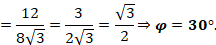 = 12/(8√3) = 3/(2√3) = √3/2 ⇒ φ = 30°.